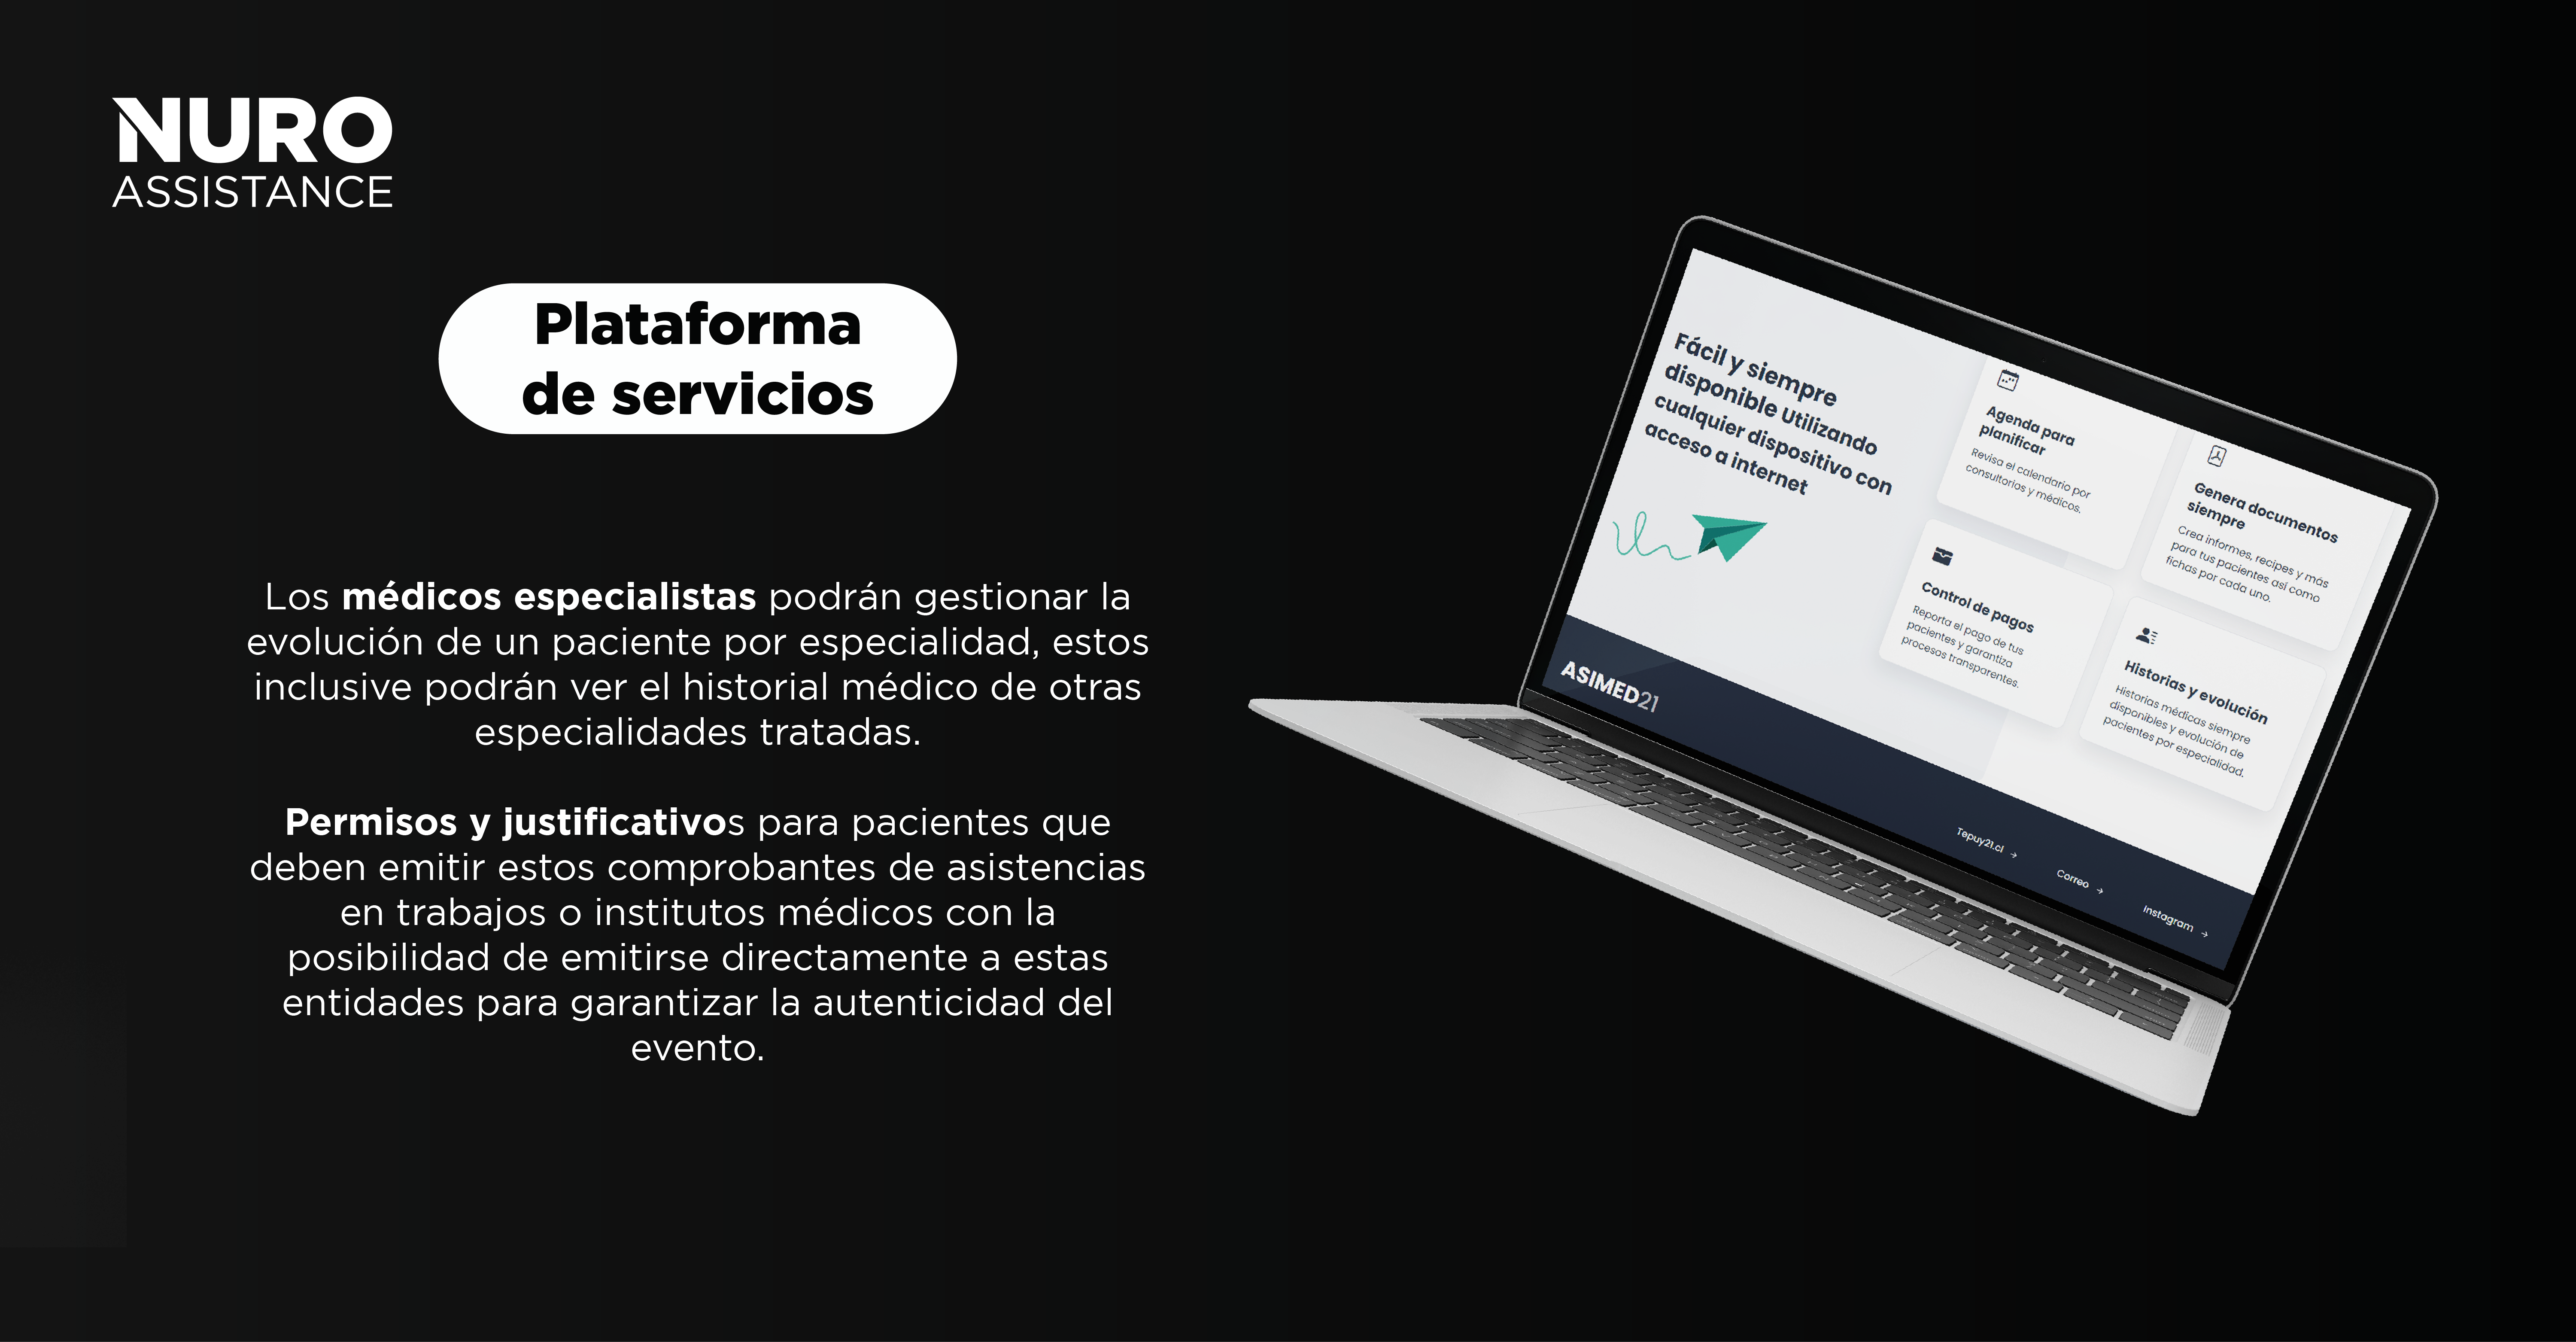 NURO
ASSISTANCE
Plataforma
de servicios
Los médicos especialistas podrán gestionar la
evolución de un paciente por especialidad, estos
inclusive podrán ver el historial médico de otras
especialidades tratadas.
Permisos y justificativos para pacientes que
deben emitir estos comprobantes de asistencias
en trabajos o institutos médicos con la
posibilidad de emitirse directamente a estas
entidades para garantizar la autenticidad del
evento.
Fácil y siempre
disponible Utilizando
cualquier dispositivo con
acceso a internet
Agenda para
planificar
Revisa el calendario por
consultorias y médicos.
Genera documentos
siempre
Crea informes, recipes y más
para tus pacientes así como
fichas por cada uno.
Control de pagos
Reporta el pago de tus
pacientes y garantiza
procesos transparentes.
Historias y evolución
Historias médicas siempre
disponibles y evolución de
pacientes por especialidad.
ASIMED21
Tepuy21.cl →
Correo →
Instagram →